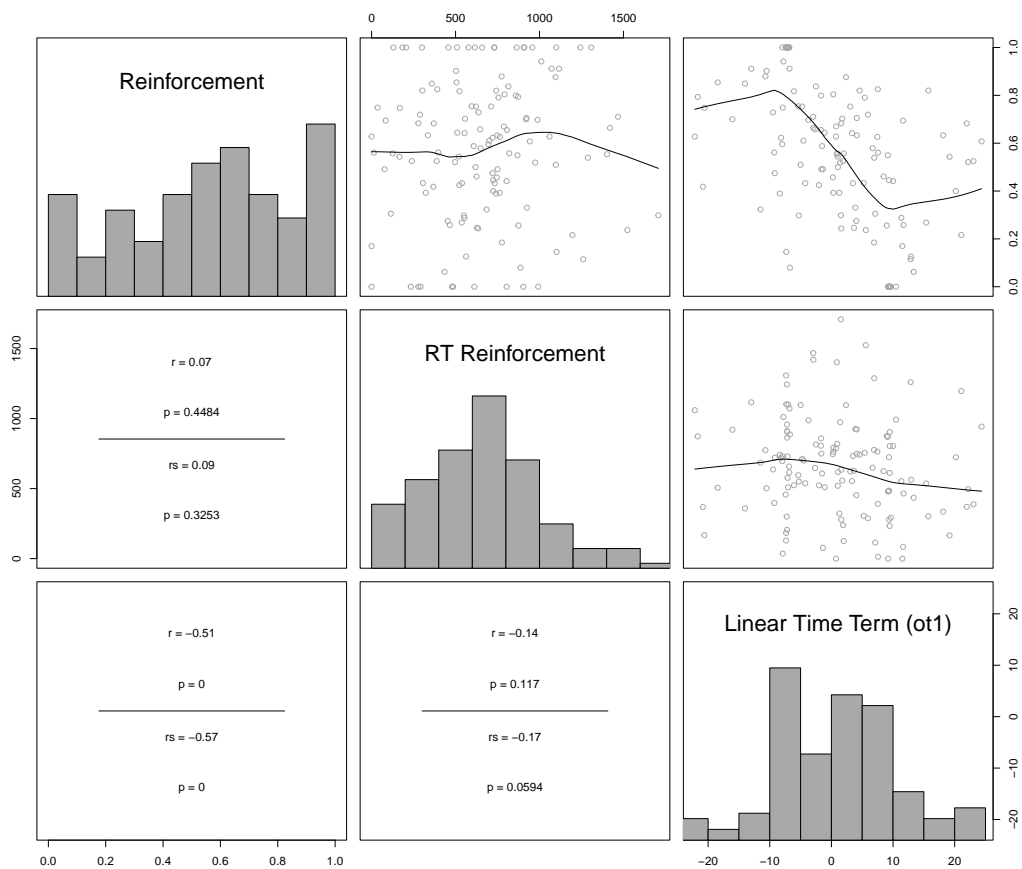 0 500 1000 1500
Reinforcement
1.0
0.8
0.6
0.4
0.2
0.0
1500
1000
500
0
r = 0.07
p = 0.4484
rs = 0.09
p = 0.3253
RT Reinforcement
r = −0.51
p = 0
rs = −0.57
p = 0
r = −0.14
p = 0.117
rs = −0.17
p = 0.0594
Linear Time Term (ot1)
20
10
0
−10
−20
0.0 0.2 0.4 0.6 0.8 1.0
−20 −10 0 10 20